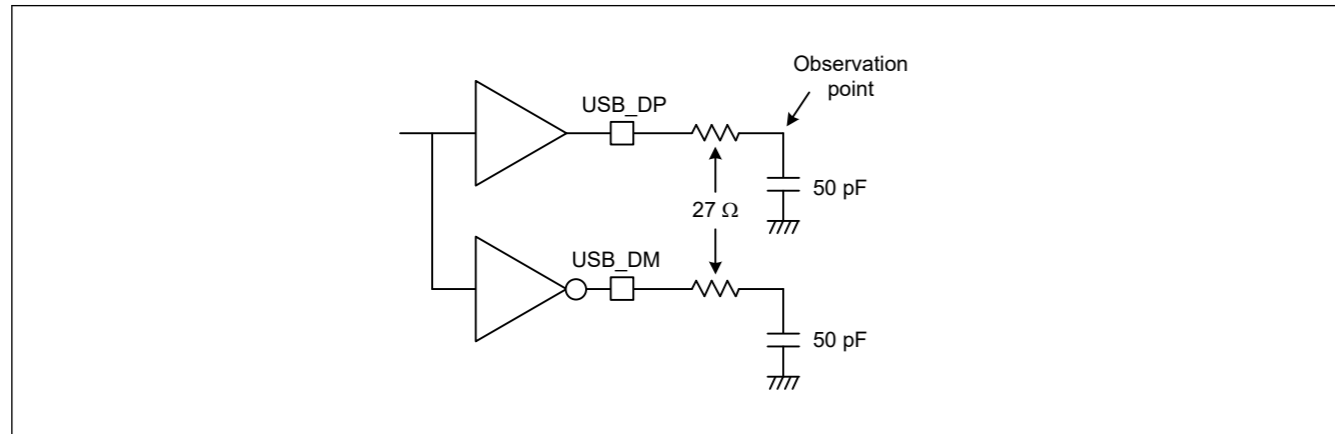 Observation
point
USB_DP
50 pF
27 Ω
USB_DM
50 pF